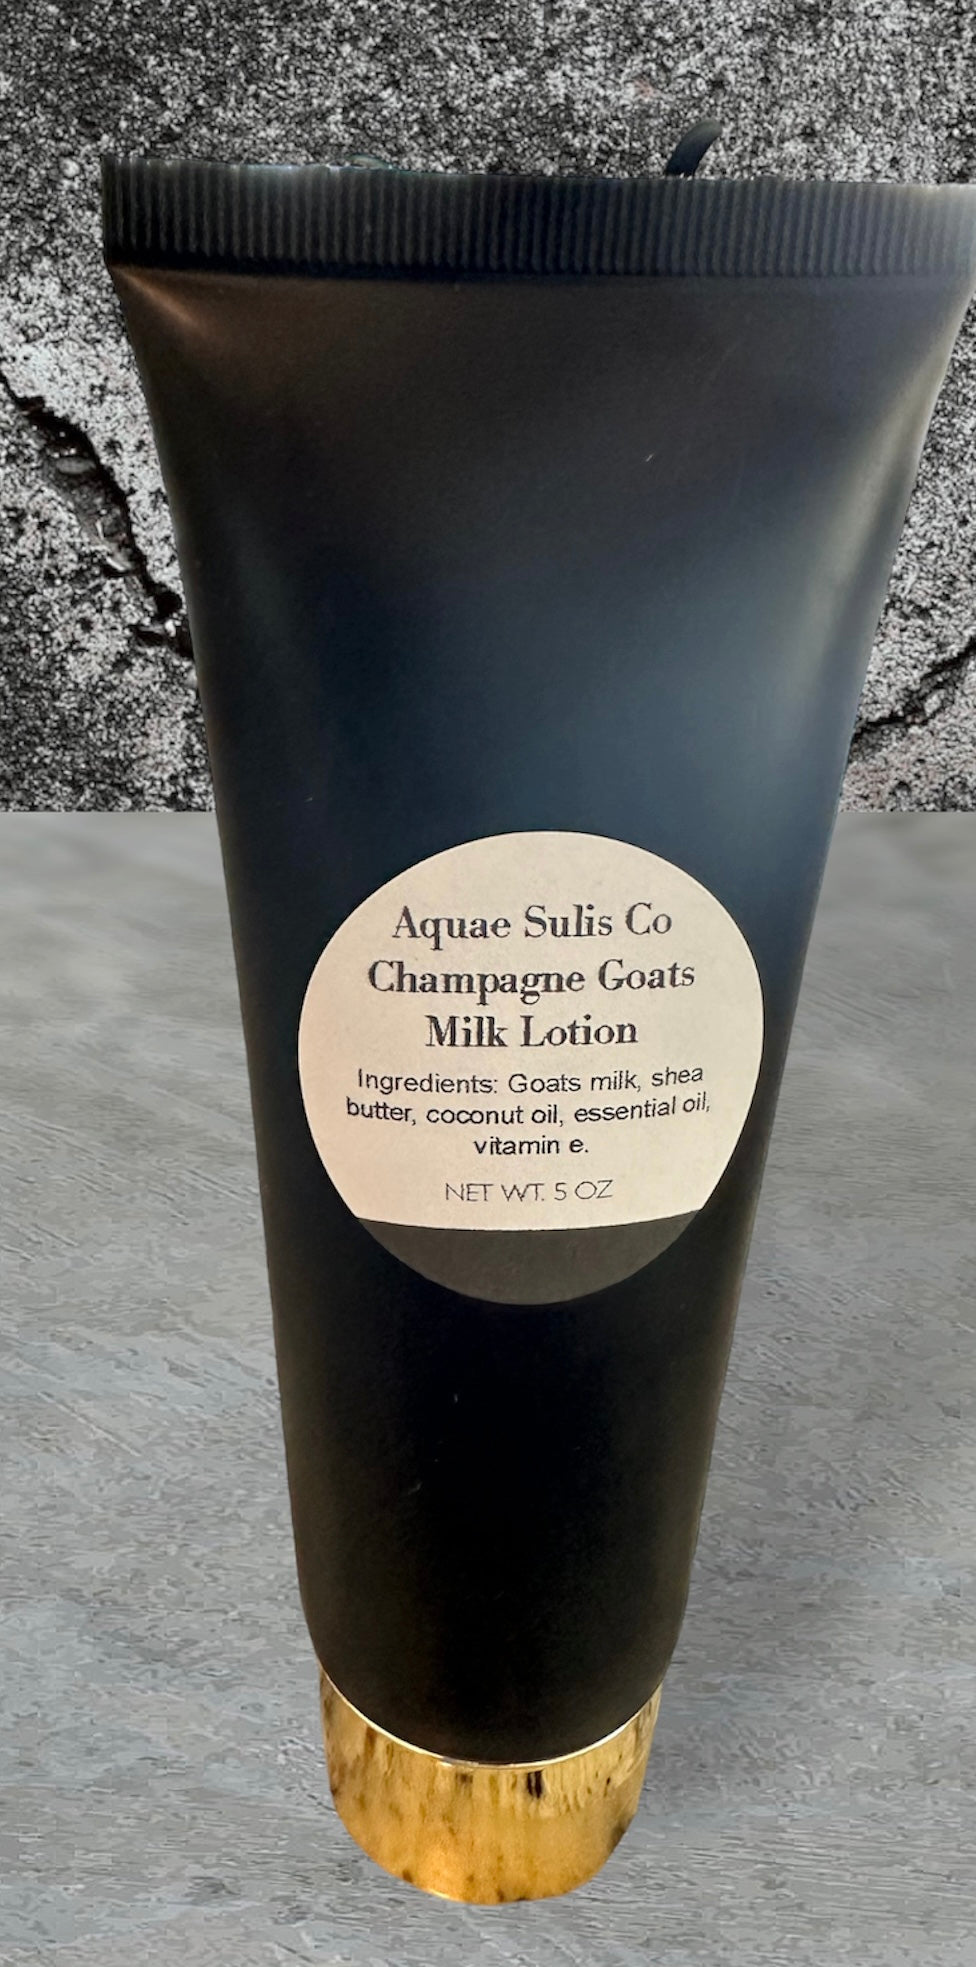 Aquae Sulis Co
Champagne Goats
Milk Lotion
Ingredients: Goats milk, shea
butter, coconut oil, essential oil,
vitamin e.
NET WT. 5 OZ